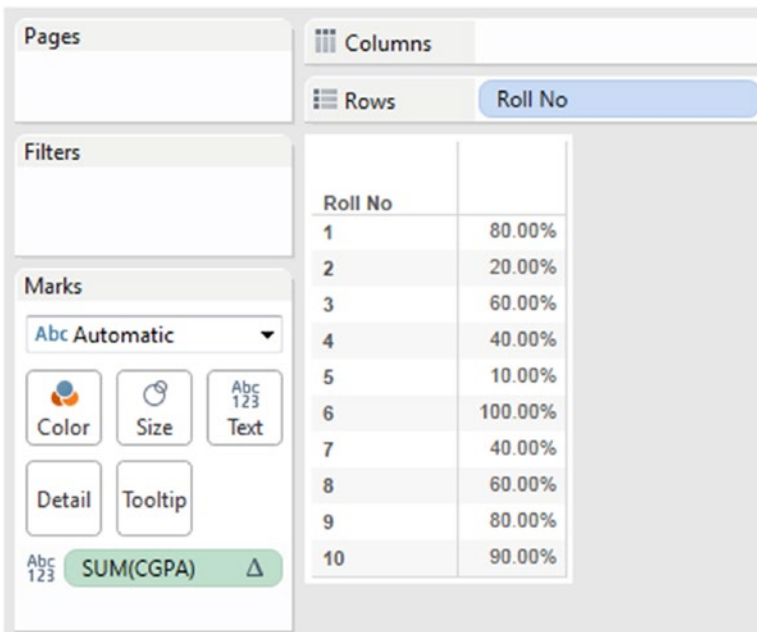 Pages
Columns
Rows Roll No
Filters
Marks
Abc Automatic
Color Size Abc 123 Text
Detail Tooltip
Abc 123 SUM(CGPA) Δ
Roll No
1 80.00%
2 20.00%
3 60.00%
4 40.00%
5 10.00%
6 100.00%
7 40.00%
8 60.00%
9 80.00%
10 90.00%